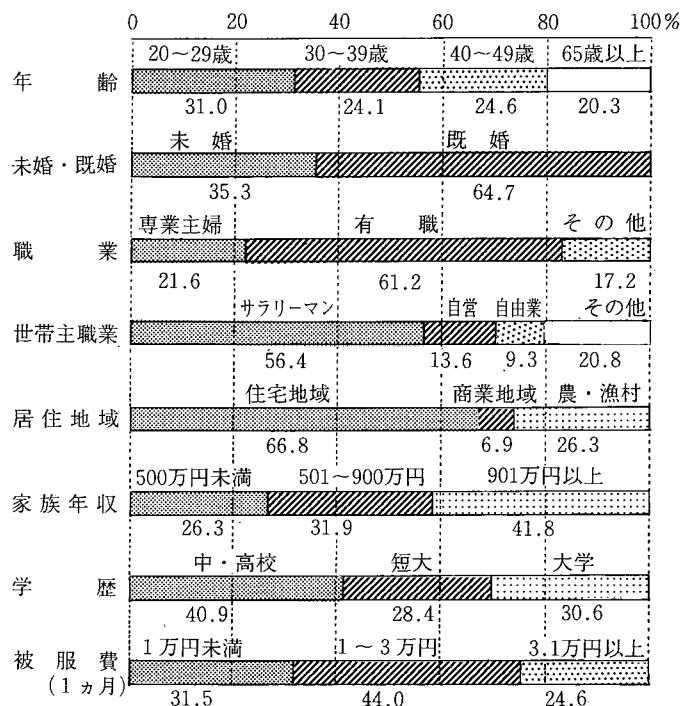 0 20 40 60 80 100%
20～29歳 30～39歳 40～49歳 65歳以上
年齢
31.0 24.1 24.6 20.3
未婚 既婚
未婚・既婚
35.3 64.7
専業主婦 有職 その他
職業
21.6 61.2 17.2
サラリーマン 自営 自由業 その他
世帯主職業
56.4 13.6 9.3 20.8
住宅地域 商業地域 農・漁村
居住地域
66.8 6.9 26.3
500万円未満 501～900万円 901万円以上
家族年収
26.3 31.9 41.8
中・高校 短大 大学
学歴
40.9 28.4 30.6
1万円未満 1～3万円 3.1万円以上
被服費
(1ヵ月)
31.5 44.0 24.6